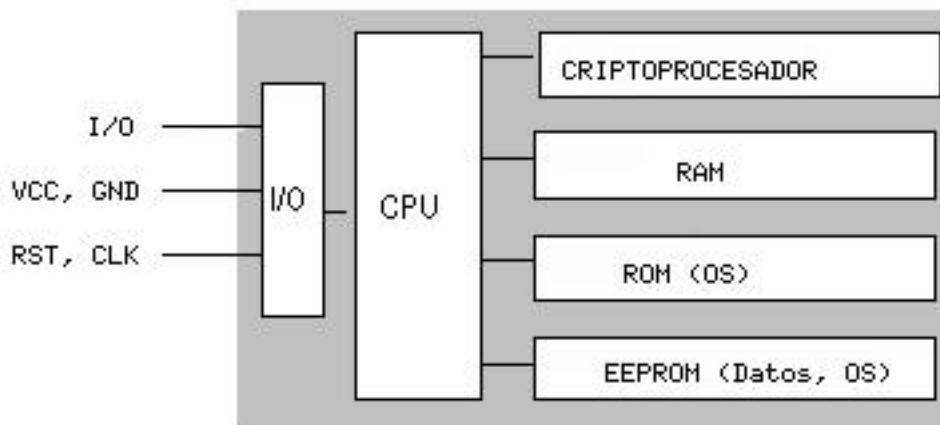 I/O
VCC, GND
RST, CLK
I/O
CPU
CRIPTOPROCESADOR
RAM
ROM (OS)
EEPROM (Datos, OS)